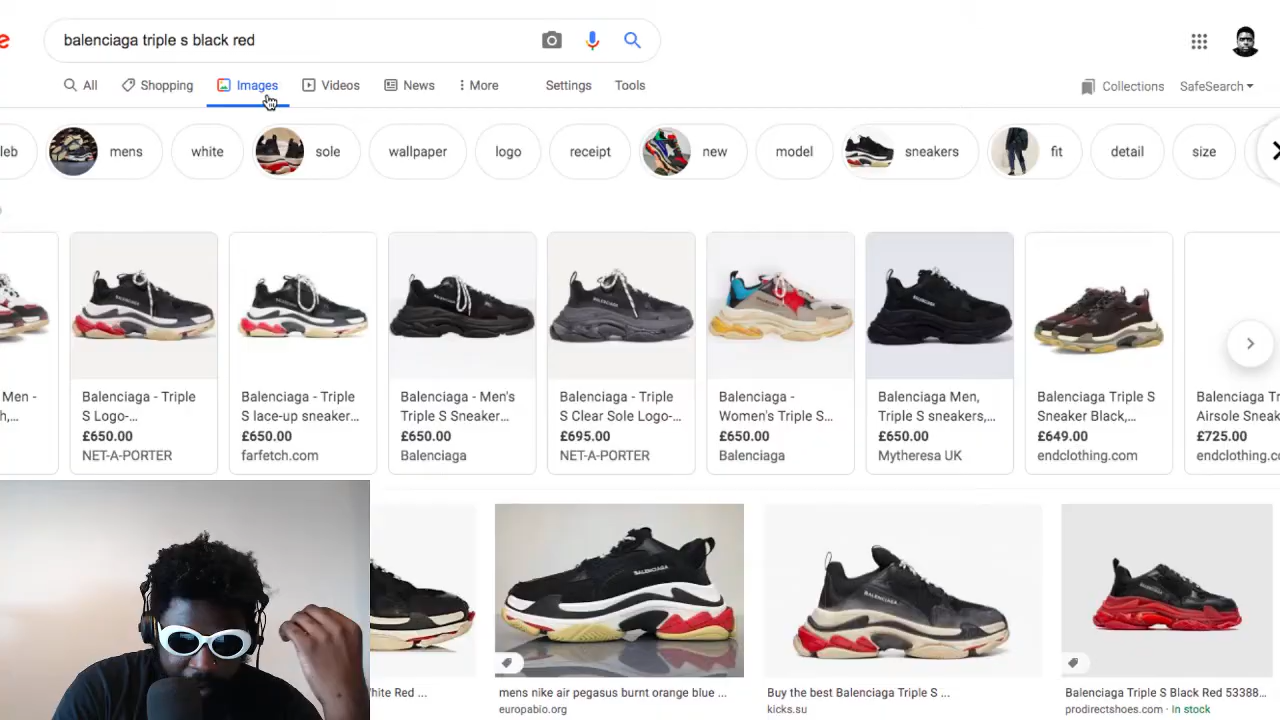 e
balenciaga triple s black red
All Shopping Images Videos News More Settings Tools
Collections SafeSearch
leb mens white sole wallpaper logo receipt new model sneakers fit detail size
Men -
h,...
Balenciaga - Triple
S Logo-...
£650.00
NET-A-PORTER
Balenciaga - Triple
S lace-up sneaker...
£650.00
farfetch.com
Balenciaga - Men's
Triple S Sneaker...
£650.00
Balenciaga
Balenciaga - Triple
S Clear Sole Logo-...
£695.00
NET-A-PORTER
Balenciaga -
Women's Triple S...
£650.00
Balenciaga
Balenciaga Men,
Triple S sneakers,...
£650.00
Mytheresa UK
Balenciaga Triple S
Sneaker Black,...
£649.00
endclothing.com
Balenciaga Tr
Airsole Sneak
£725.00
endclothing.co
White Red ...
BALENCIAGA
mens nike air pegasus burnt orange blue ...
europabio.org
BALENCIAGA
Buy the best Balenciaga Triple S ...
kicks.su
Balenciaga Triple S Black Red 53388...
prodirectshoes.com · In stock